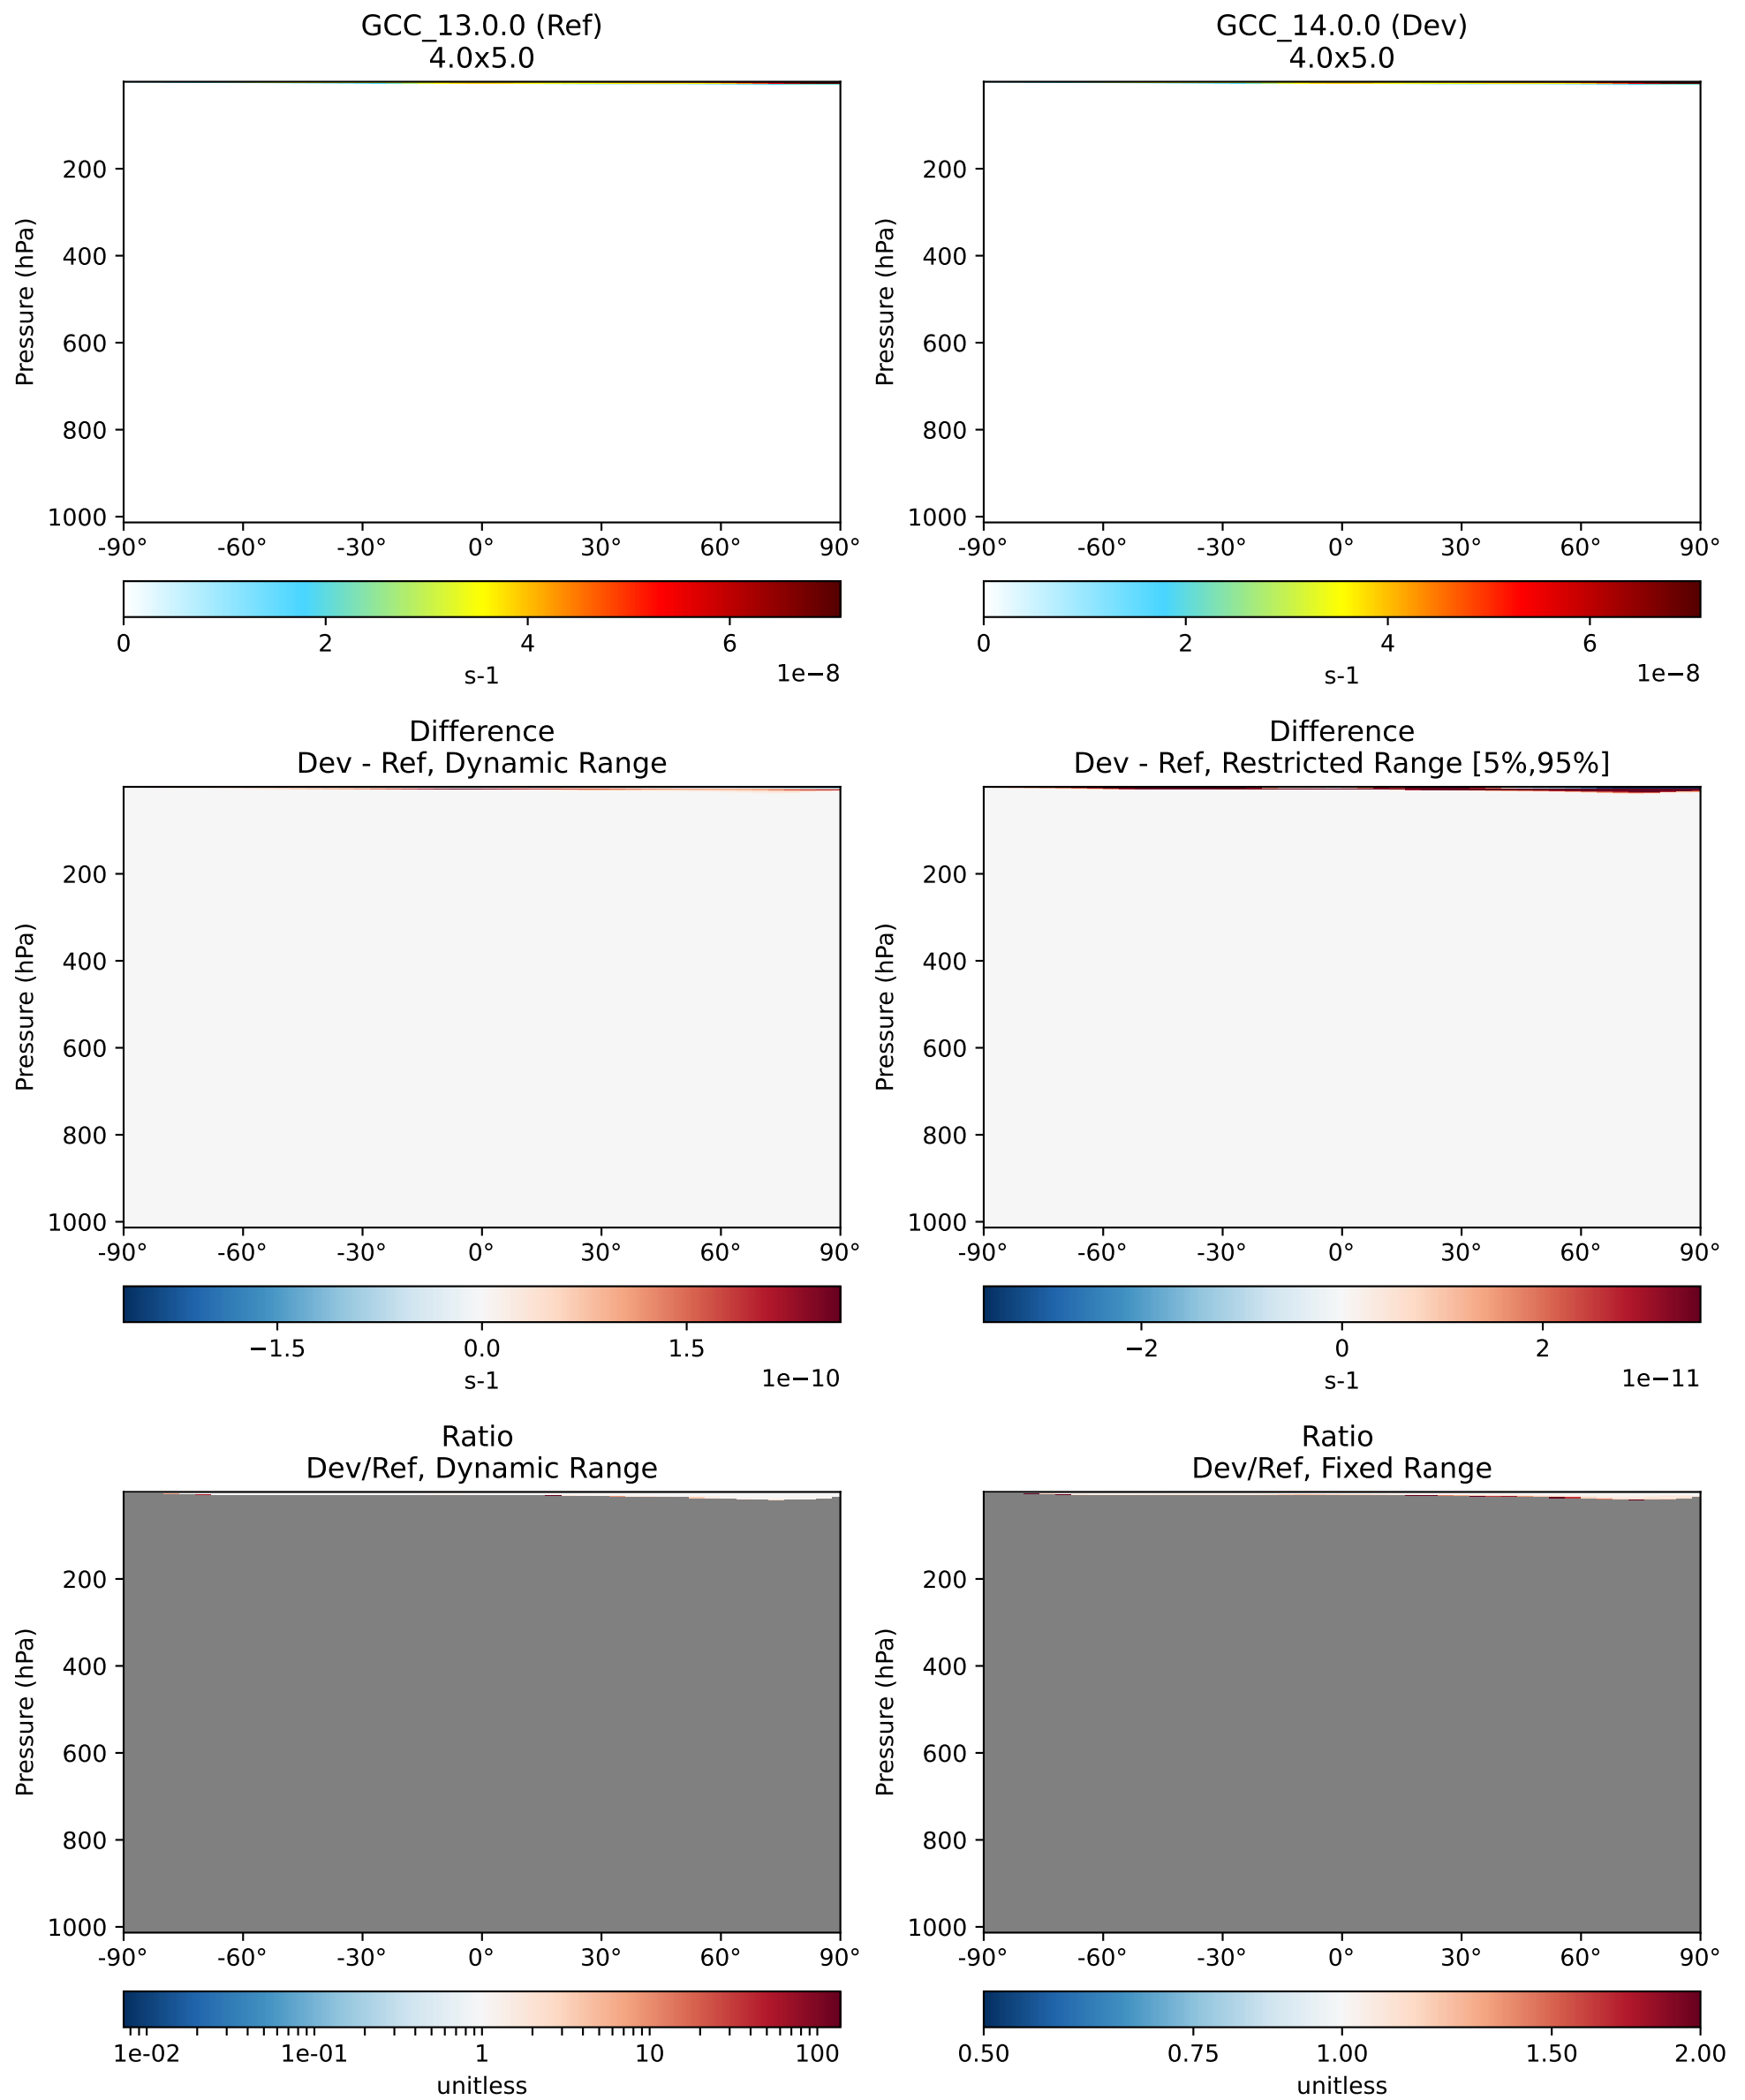 GCC_13.0.0 (Ref)
4.0x5.0
Pressure (hPa)
200
400
600
800
1000
-90° -60° -30° 0° 30° 60° 90°
0 2 4 6
s-1
1e−8
GCC_14.0.0 (Dev)
4.0x5.0
Pressure (hPa)
200
400
600
800
1000
-90° -60° -30° 0° 30° 60° 90°
0 2 4 6
s-1
1e−8
Difference
Dev - Ref, Dynamic Range
Pressure (hPa)
200
400
600
800
1000
-90° -60° -30° 0° 30° 60° 90°
−1.5 0.0 1.5
s-1
1e−10
Difference
Dev - Ref, Restricted Range [5%,95%]
Pressure (hPa)
200
400
600
800
1000
-90° -60° -30° 0° 30° 60° 90°
−2 0 2
s-1
1e−11
Ratio
Dev/Ref, Dynamic Range
Pressure (hPa)
200
400
600
800
1000
-90° -60° -30° 0° 30° 60° 90°
1e-02 1e-01 1 10 100
unitless
Ratio
Dev/Ref, Fixed Range
Pressure (hPa)
200
400
600
800
1000
-90° -60° -30° 0° 30° 60° 90°
0.50 0.75 1.00 1.50 2.00
unitless